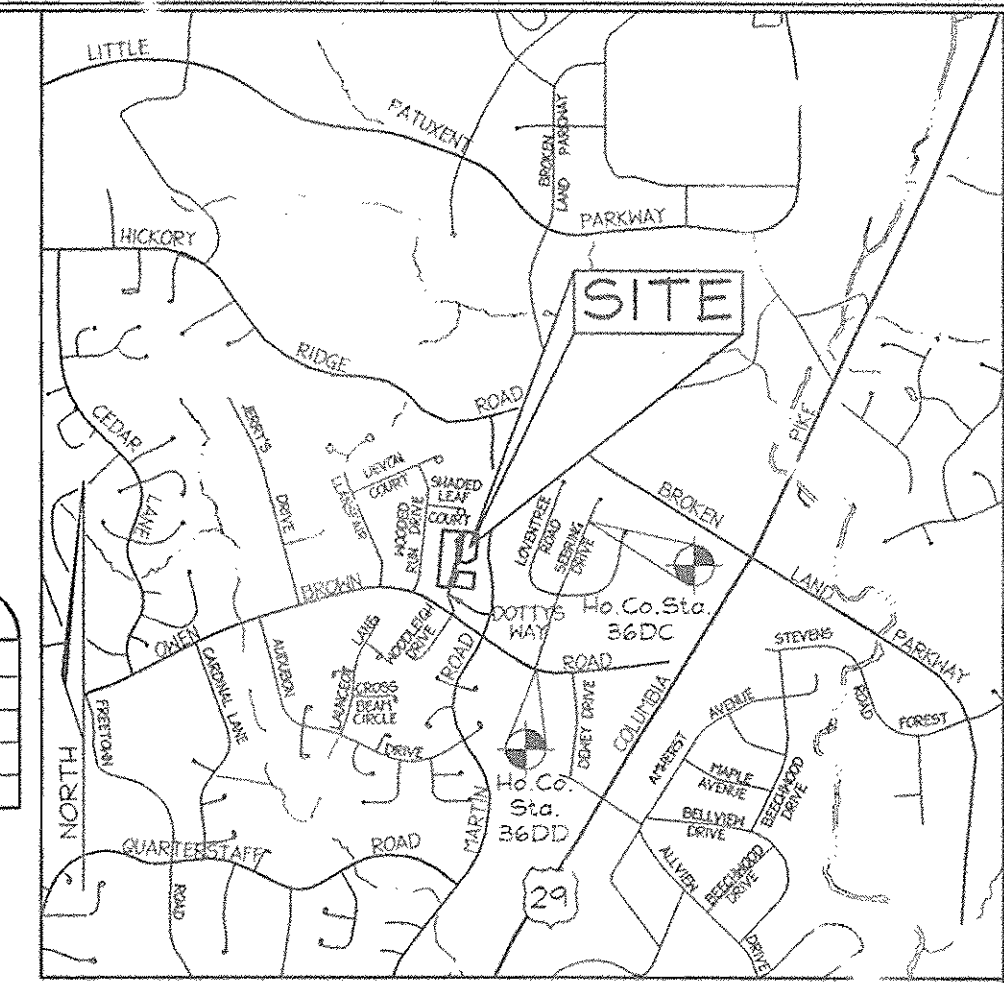 LITTLE
PATUXENT
PARKWAY
BROKEN
LAND PARKWAY
HICKORY
RIDGE
ROAD
SITE
CEDAR
LANE
JERRY'S
DRIVE
LLANFAIR
DEVON
COURT
WOODED
RUN DRIVE
SHADED
LEAF
COURT
LOVENTREE
ROAD
SEBRING
DRIVE
BROKEN
LAND
PARKWAY
PIKE
COLUMBIA
OWEN
BROWN
ROAD
DOTTYS
WAY
Ho.Co.Sta.
36DC
CARDINAL LANE
AUDUBON
DRIVE
LAUNCELOT
LANE
CROSS
BEAM
CIRCLE
WOODLEIGH
DRIVE
MARTIN
ROAD
DEWEY DRIVE
Ho.Co.
Sta.
36DD
STEVENS
ROAD
FOREST
AMHERST
AVENUE
MAPLE
AVENUE
BELLVIEW
DRIVE
BEECHWOOD
DRIVE
BEECHWOOD
DRIVE
ALLVIEW
DRIVE
FREETOWN
ROAD
QUARTERSTAFF
ROAD
NORTH
29